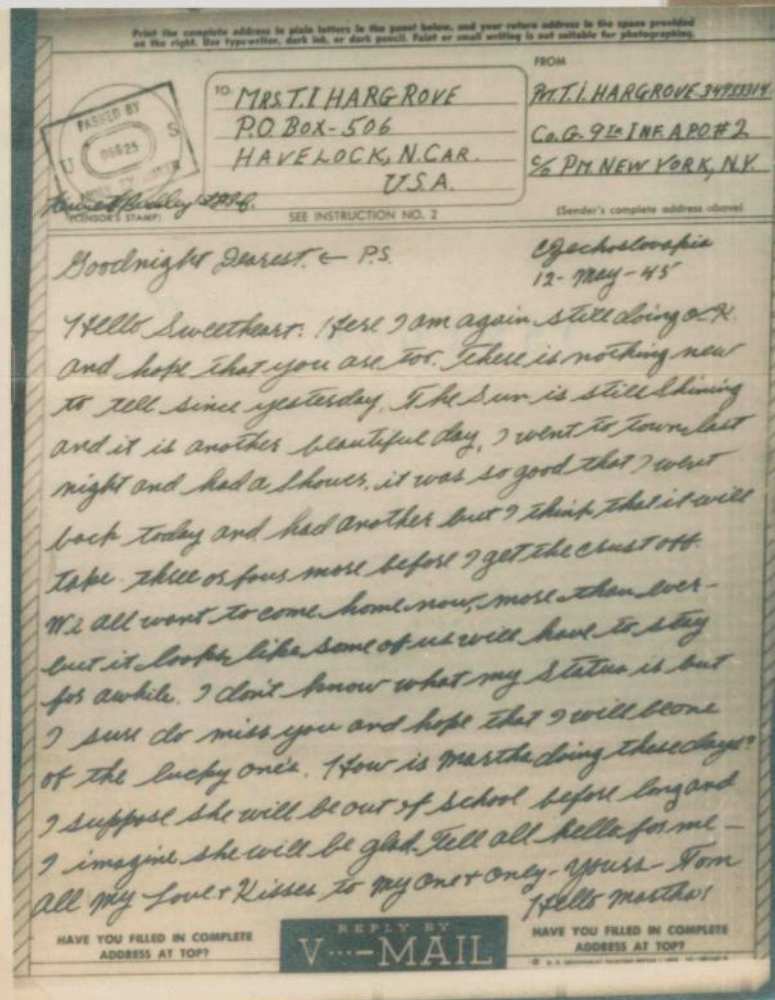 Print the complete address in plain letters in the panel below, and your return address in the space provided
on the right. Use typewriter, dark ink, or dark pencil. Faint or small writing is not suitable for photographing.
FROM
TO:
MRS. T. I HARGROVE
P.O. BOX - 506
HAVELOCK, N. CAR.
U.S.A.
PVT. T. I. HARGROVE
Co. G. 9th INF. A.P.O. # 2
c/o PM. NEW YORK, N.Y.
PASSED BY
U S
(CENSOR'S STAMP)
SEE INSTRUCTION NO. 2
(Sender's complete address above)
Goodnight Dearest. ← P.S.
Czechoslovakia
12 - May - 45
Hello Sweetheart: Here I am again still doing O.K.
and hope that you are too. There is nothing new
to tell since yesterday. The Sun is still shining
and it is another beautiful day. I went to town last
night and had a shower, it was so good that I went
back today and had another but I think that it will
take three or four more before I get the crust off.
We all want to come home now, more than ever -
but it looks like some of us will have to stay
for awhile. I don't know what my status is but
I sure do miss you and hope that I will be one
of the lucky one's. How is Martha doing these days?
I suppose she will be out of school before long and
I imagine she will be glad. Tell all hello for me -
All my Love + Kisses to my one + only - Yours - Tom
Hello Martha!
HAVE YOU FILLED IN COMPLETE
ADDRESS AT TOP?
REPLY BY
V···—MAIL
HAVE YOU FILLED IN COMPLETE
ADDRESS AT TOP?